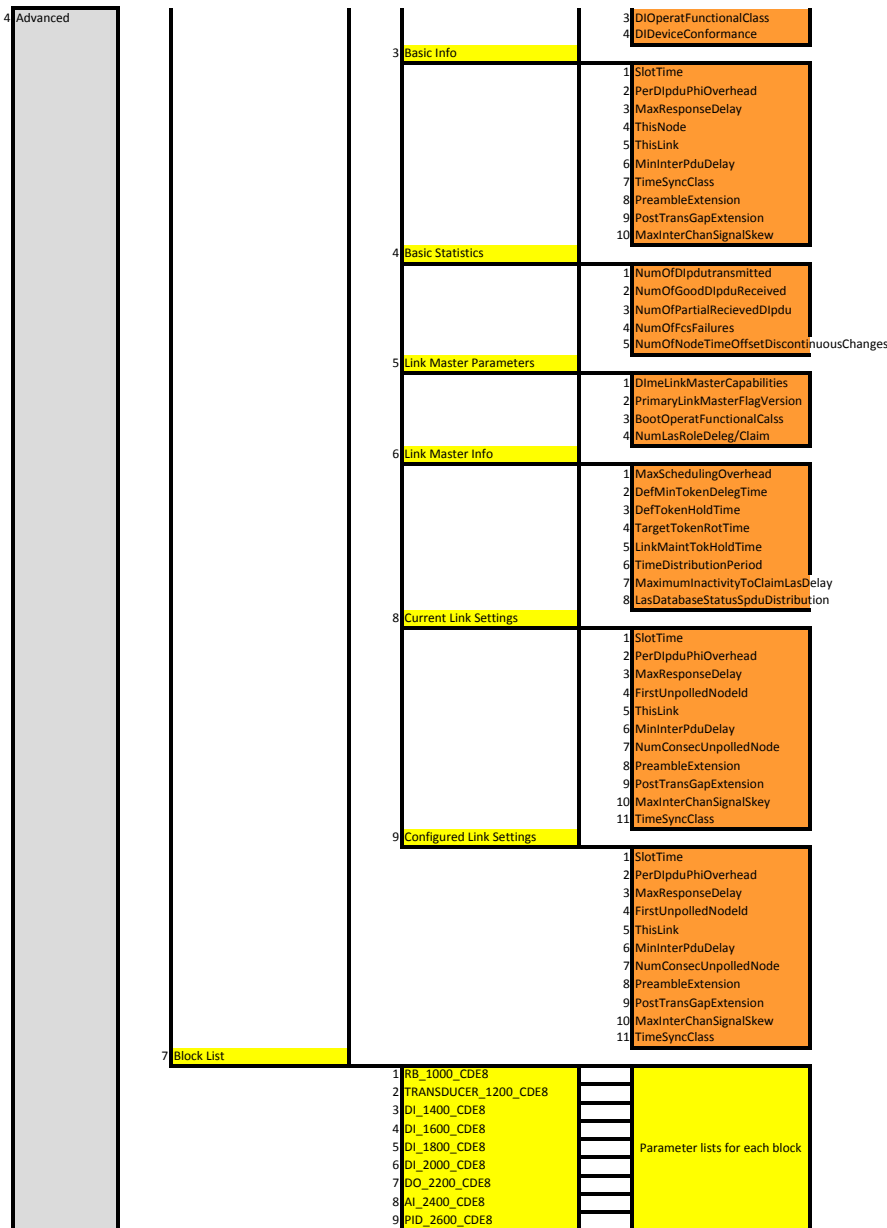 4 Advanced
3 DIOperatFunctionalClass
4 DIDeviceConformance
3 Basic Info
1 SlotTime
2 PerDlpduPhiOverhead
3 MaxResponseDelay
4 ThisNode
5 ThisLink
6 MinInterPduDelay
7 TimeSyncClass
8 PreambleExtension
9 PostTransGapExtension
10 MaxInterChanSignalSkew
4 Basic Statistics
1 NumOfDlpdutransmitted
2 NumOfGoodDlpduReceived
3 NumOfPartialRecievedDlpdu
4 NumOfFcsFailures
5 NumOfNodeTimeOffsetDiscontinuousChanges
5 Link Master Parameters
1 DlmeLinkMasterCapabilities
2 PrimaryLinkMasterFlagVersion
3 BootOperatFunctionalCalss
4 NumLasRoleDeleg/Claim
6 Link Master Info
1 MaxSchedulingOverhead
2 DefMinTokenDelegTime
3 DefTokenHoldTime
4 TargetTokenRotTime
5 LinkMaintTokHoldTime
6 TimeDistributionPeriod
7 MaximumInactivityToClaimLasDelay
8 LasDatabaseStatusSpduDistribution
8 Current Link Settings
1 SlotTime
2 PerDlpduPhiOverhead
3 MaxResponseDelay
4 FirstUnpolledNodeId
5 ThisLink
6 MinInterPduDelay
7 NumConsecUnpolledNode
8 PreambleExtension
9 PostTransGapExtension
10 MaxInterChanSignalSkey
11 TimeSyncClass
9 Configured Link Settings
1 SlotTime
2 PerDlpduPhiOverhead
3 MaxResponseDelay
4 FirstUnpolledNodeId
5 ThisLink
6 MinInterPduDelay
7 NumConsecUnpolledNode
8 PreambleExtension
9 PostTransGapExtension
10 MaxInterChanSignalSkew
11 TimeSyncClass
7 Block List
1 RB_1000_CDE8
2 TRANSDUCER_1200_CDE8
3 DI_1400_CDE8
4 DI_1600_CDE8
5 DI_1800_CDE8 Parameter lists for each block
6 DI_2000_CDE8
7 DO_2200_CDE8
8 AI_2400_CDE8
9 PID_2600_CDE8